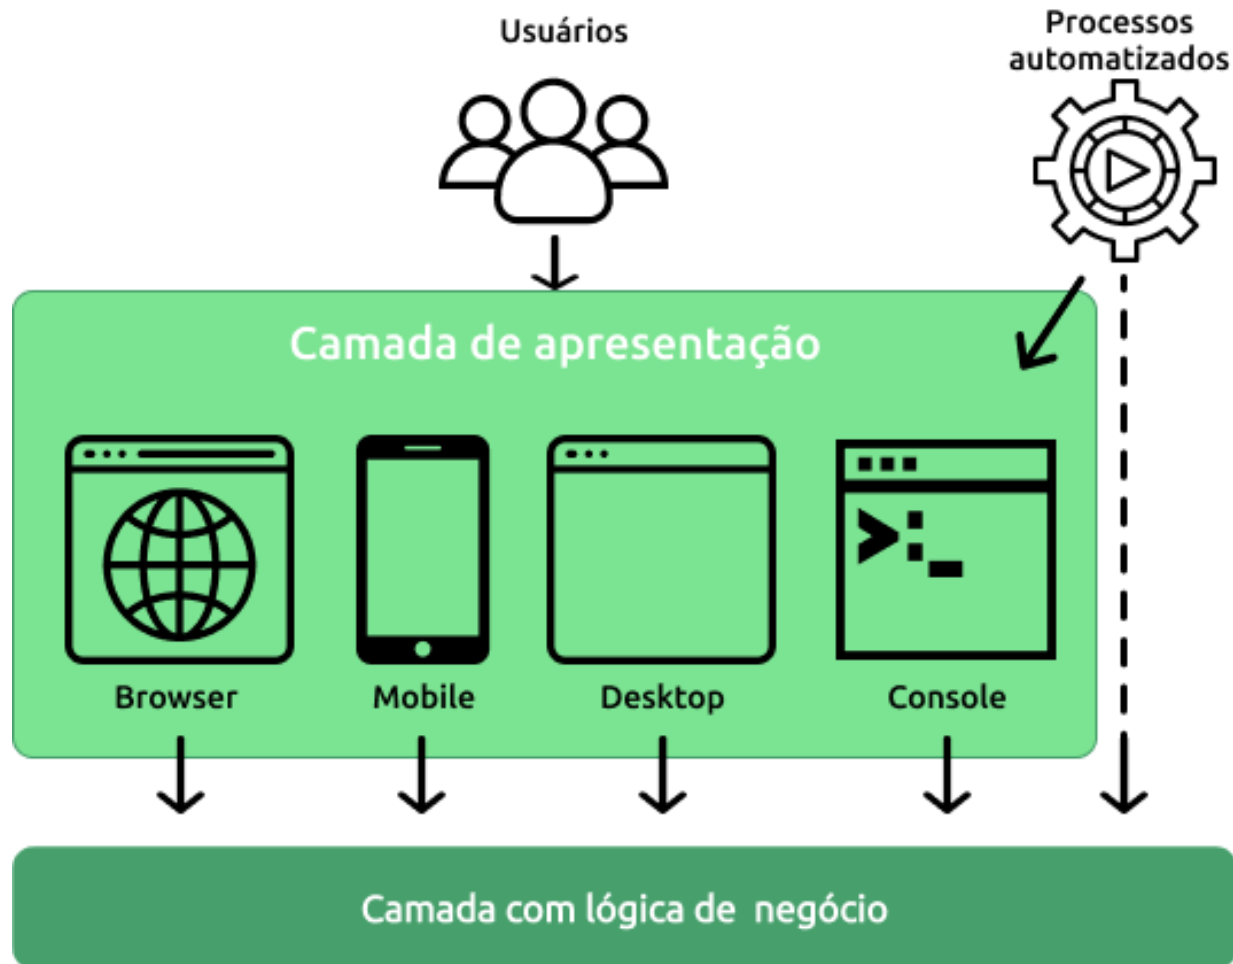 Usuários
Processos
automatizados
Camada de apresentação
Browser
Mobile
Desktop
Console
Camada com lógica de negócio